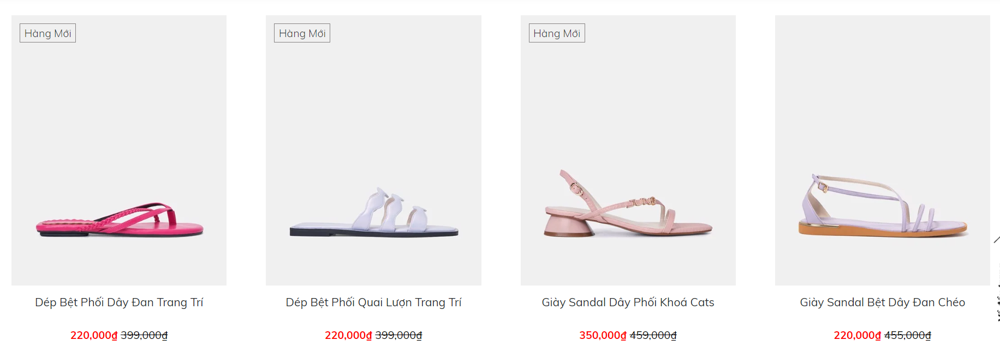 Hàng Mới
Hàng Mới
Hàng Mới
Dép Bệt Phối Dây Đan Trang Trí
Dép Bệt Phối Quai Lượn Trang Trí
Giày Sandal Dây Phối Khoá Cats
Giày Sandal Bệt Dây Đan Chéo
220,000₫ 399,000₫
220,000₫ 399,000₫
350,000₫ 459,000₫
220,000₫ 455,000₫